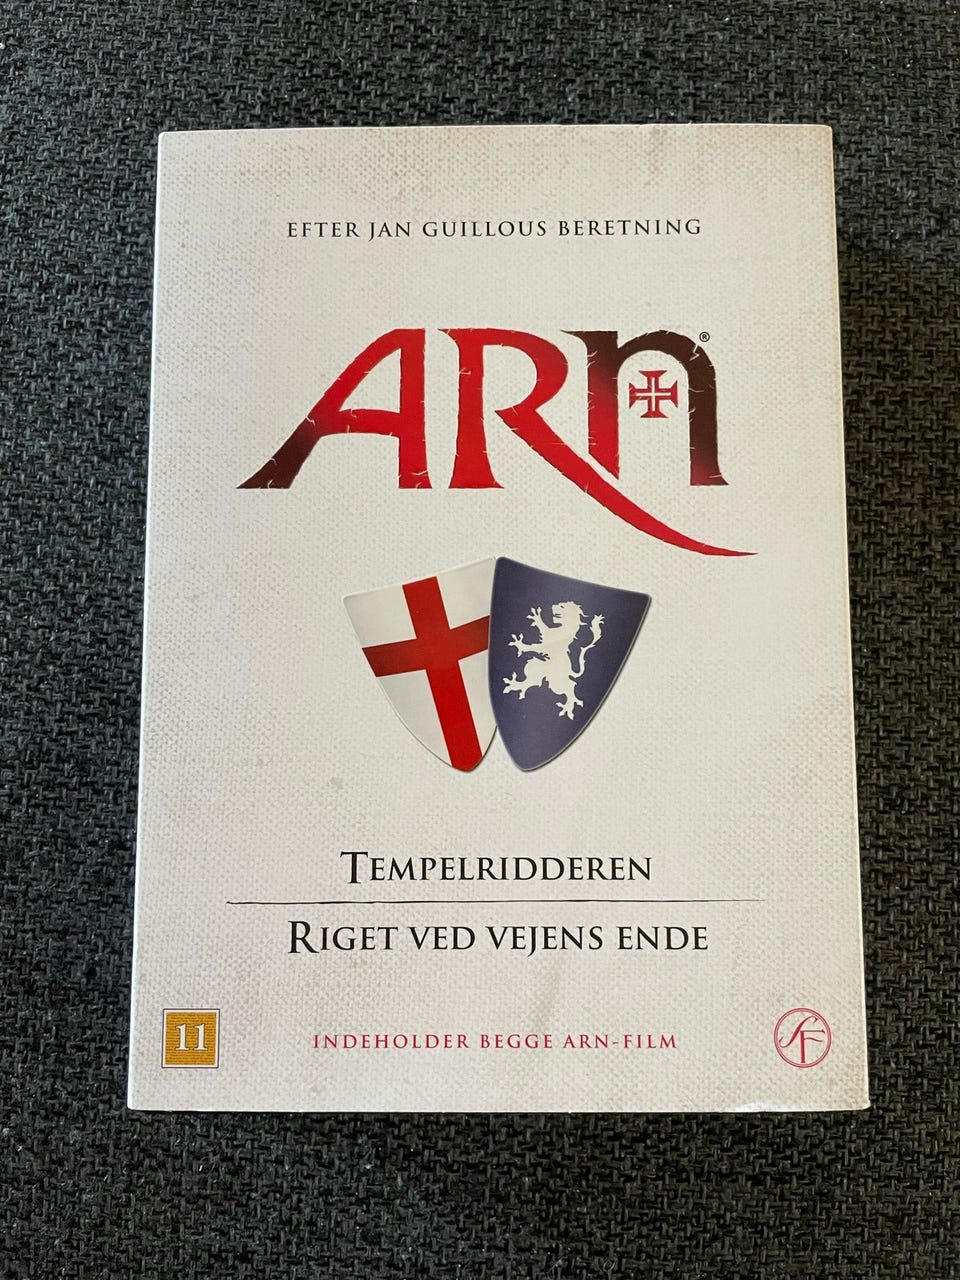 EFTER JAN GUILLOUS BERETNING
ARN®
TEMPELRIDDEREN
RIGET VED VEJENS ENDE
11
INDEHOLDER BEGGE ARN-FILM
SF